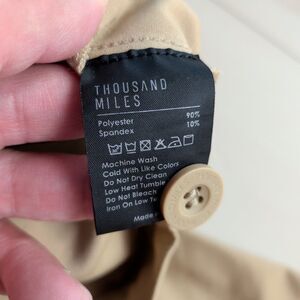 THOUSAND
MILES
Polyester 90%
Spandex 10%
Machine Wash
Cold With Like Colors
Do Not Dry Clean
Low Heat Tumble
Do Not Bleach
Iron On Low
Made